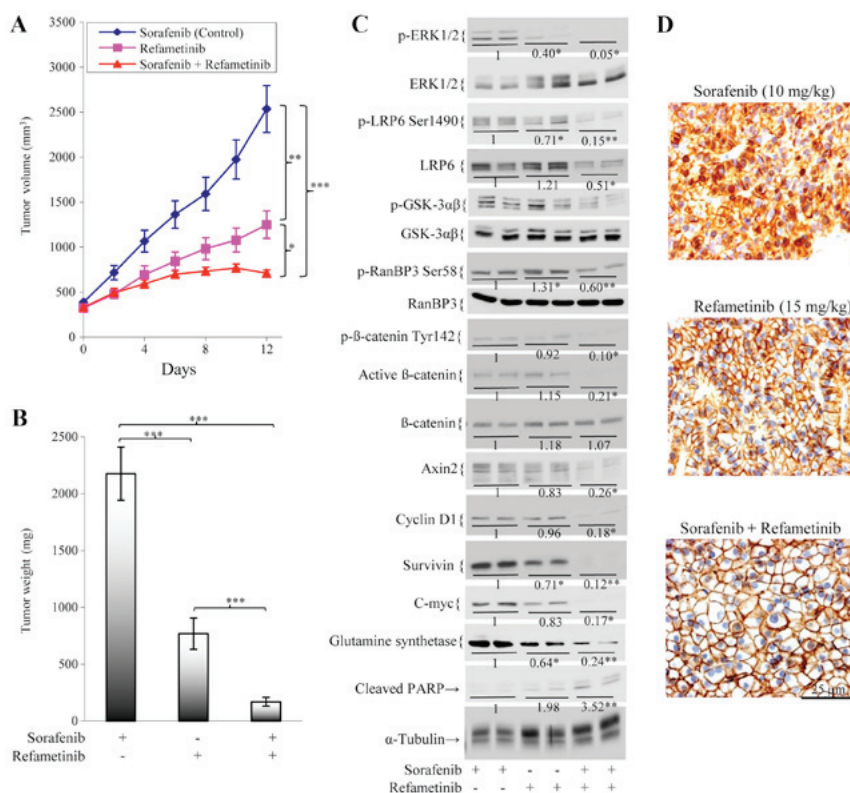 A
Sorafenib (Control)
Refametinib
Sorafenib + Refametinib
Tumor volume (mm³)
3500
3000
2500
2000
1500
1000
500
0
0
4
8
12
Days
**
***
*
B
Tumor weight (mg)
2500
2000
1500
1000
500
0
***
***
***
Sorafenib + - +
Refametinib - + +
C
p-ERK1/2{
1 0.40* 0.05*
ERK1/2{
p-LRP6 Ser1490{
1 0.71* 0.15**
LRP6{
1 1.21 0.51*
p-GSK-3αβ{
GSK-3αβ{
p-RanBP3 Ser58{
1 1.31* 0.60**
RanBP3{
p-ß-catenin Tyr142{
1 0.92 0.10*
Active ß-catenin{
1 1.15 0.21*
ß-catenin{
1 1.18 1.07
Axin2{
1 0.83 0.26*
Cyclin D1{
1 0.96 0.18*
Survivin{
1 0.71* 0.12**
C-myc{
1 0.83 0.17*
Glutamine synthetase{
1 0.64* 0.24**
Cleaved PARP→
1 1.98 3.52**
α-Tubulin→
Sorafenib + + - - + +
Refametinib - - + + + +
D
Sorafenib (10 mg/kg)
Refametinib (15 mg/kg)
Sorafenib + Refametinib
25 µm